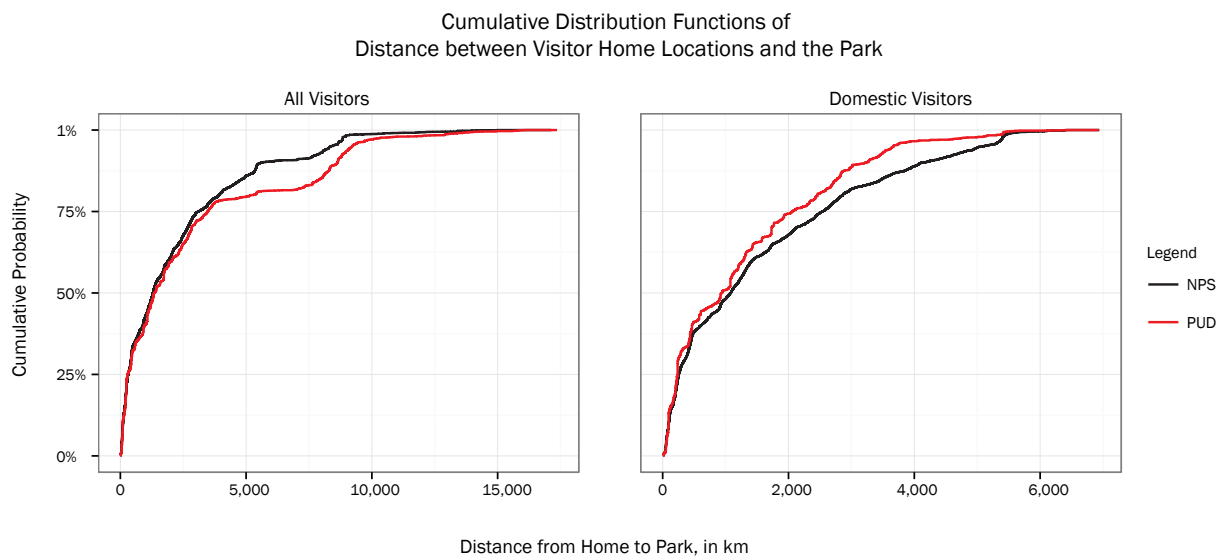 Cumulative Distribution Functions of
Distance between Visitor Home Locations and the Park
All Visitors
Domestic Visitors
Cumulative Probability
1%
75%
50%
25%
0%
0 5,000 10,000 15,000
0 2,000 4,000 6,000
Distance from Home to Park, in km
Legend
NPS
PUD